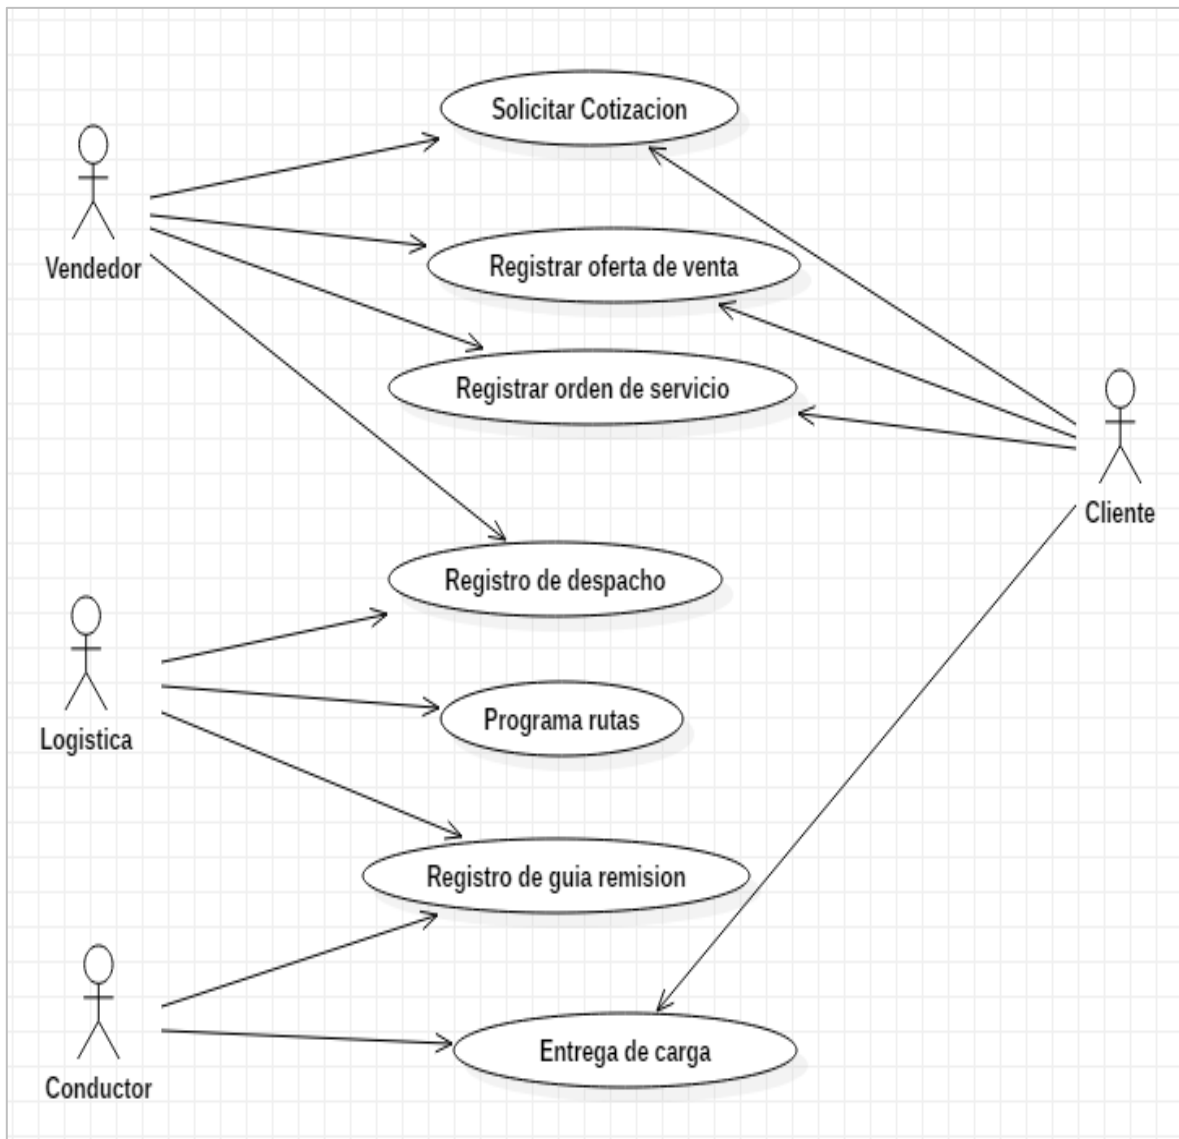 Solicitar Cotizacion
Vendedor
Registrar oferta de venta
Registrar orden de servicio
Cliente
Registro de despacho
Logistica
Programa rutas
Registro de guia remision
Entrega de carga
Conductor